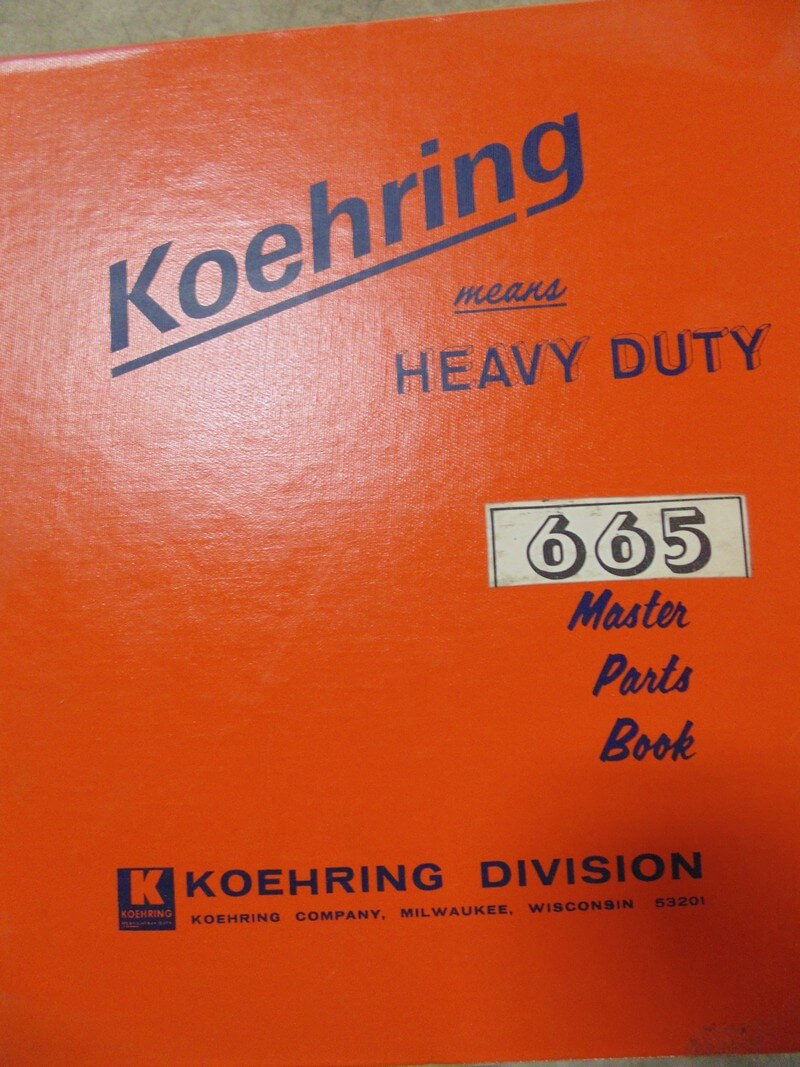 Koehring
means
HEAVY DUTY
665
Master
Parts
Book
K
KOEHRING
KOEHRING DIVISION
KOEHRING COMPANY, MILWAUKEE, WISCONSIN 53201